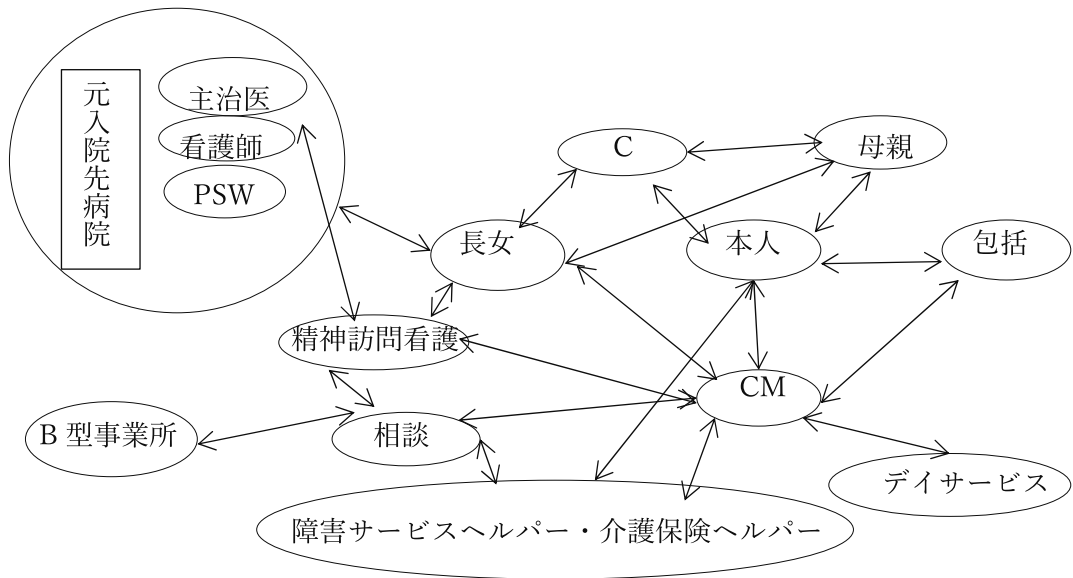 元入院先病院
主治医
看護師
PSW
C
母親
長女
本人
包括
精神訪問看護
CM
B 型事業所
相談
デイサービス
障害サービスヘルパー・介護保険ヘルパー